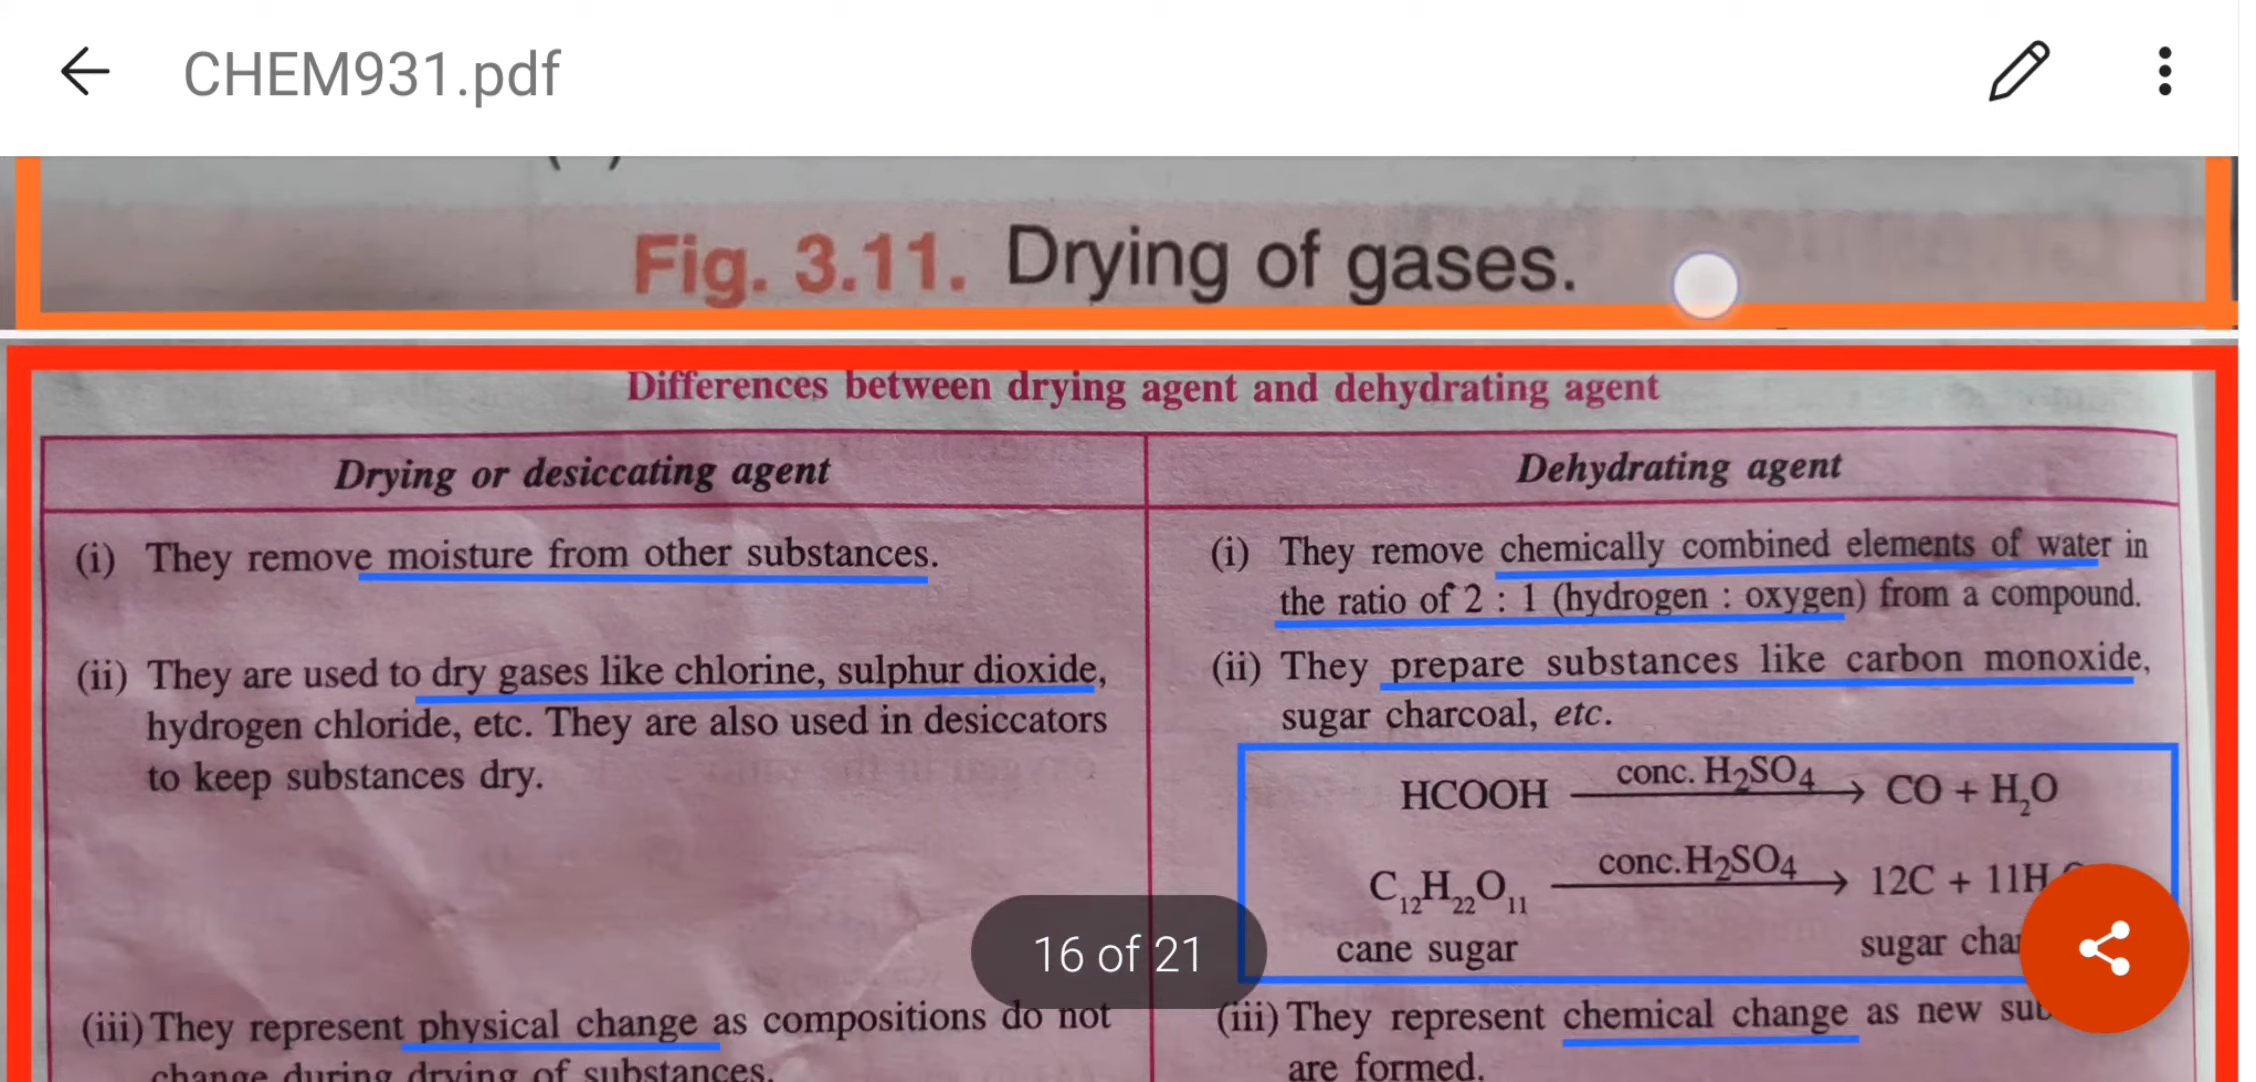 CHEM931.pdf
Fig. 3.11. Drying of gases.
Differences between drying agent and dehydrating agent
Drying or desiccating agent
(i) They remove moisture from other substances.
(ii) They are used to dry gases like chlorine, sulphur dioxide,
hydrogen chloride, etc. They are also used in desiccators
to keep substances dry.
(iii) They represent physical change as compositions do not
change during drying of substances.
Dehydrating agent
(i) They remove chemically combined elements of water in
the ratio of 2 : 1 (hydrogen : oxygen) from a compound.
(ii) They prepare substances like carbon monoxide,
sugar charcoal, etc.
HCOOH conc. H₂SO₄ → CO + H₂O
C₁₂H₂₂O₁₁ conc. H₂SO₄ → 12C + 11H
cane sugar sugar
(iii) They represent chemical change as new
are formed.
16 of 21